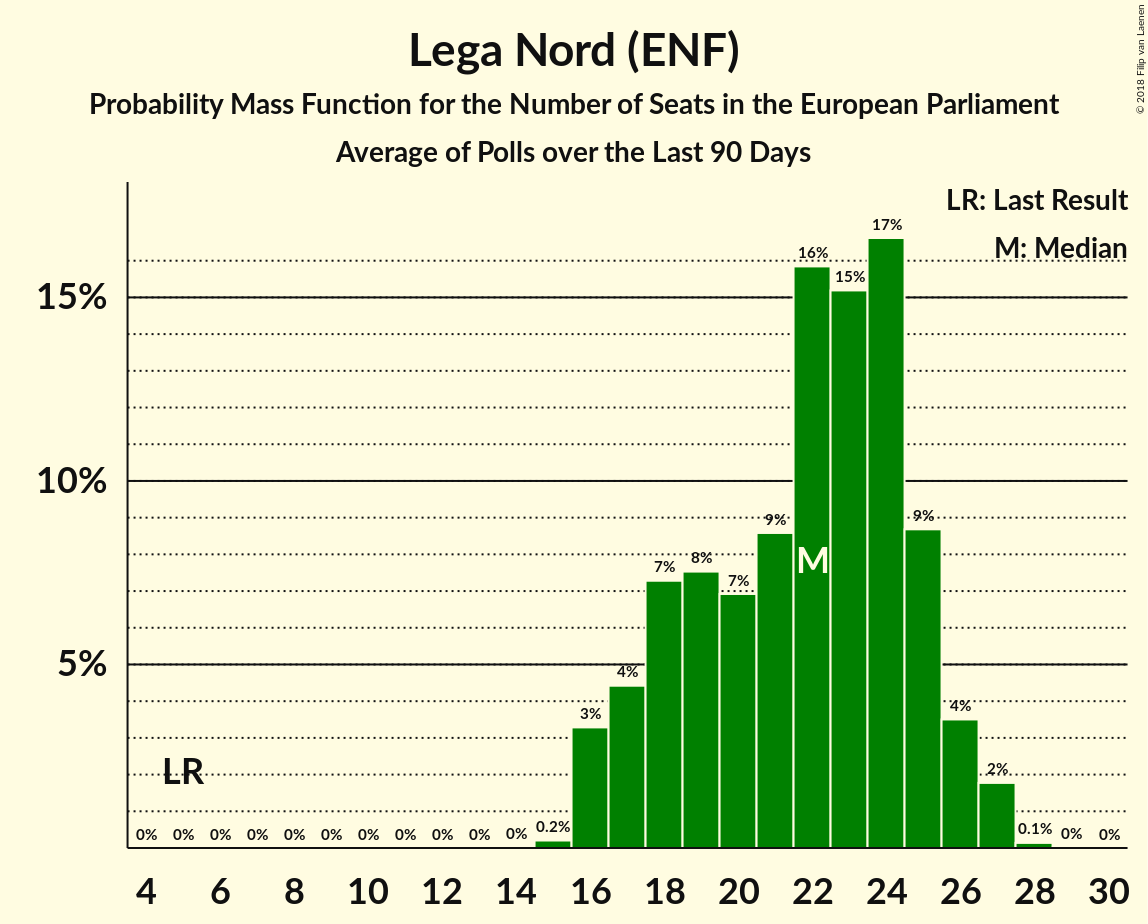 Lega Nord (ENF)
Probability Mass Function for the Number of Seats in the European Parliament
Average of Polls over the Last 90 Days
© 2018 Filip van Laenen
LR: Last Result
M: Median
15%
10%
5%
LR
M
0% 0% 0% 0% 0% 0% 0% 0% 0% 0% 0% 0.2% 3% 4% 7% 8% 7% 9% 16% 15% 17% 9% 4% 2% 0.1% 0% 0%
4 6 8 10 12 14 16 18 20 22 24 26 28 30